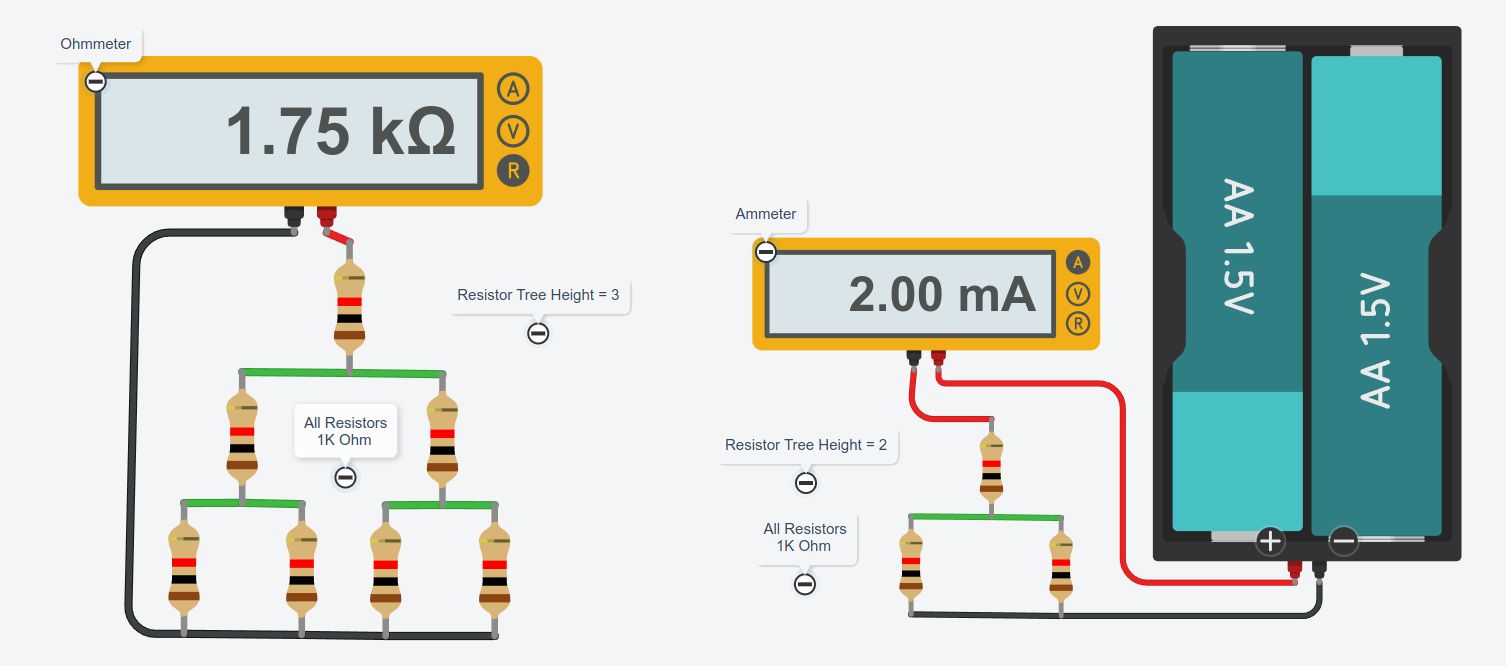 Ohmmeter
1.75 kΩ
A
V
R
Resistor Tree Height = 3
All Resistors
1K Ohm
Ammeter
2.00 mA
A
V
R
Resistor Tree Height = 2
All Resistors
1K Ohm
AA 1.5V
AA 1.5V
+
−